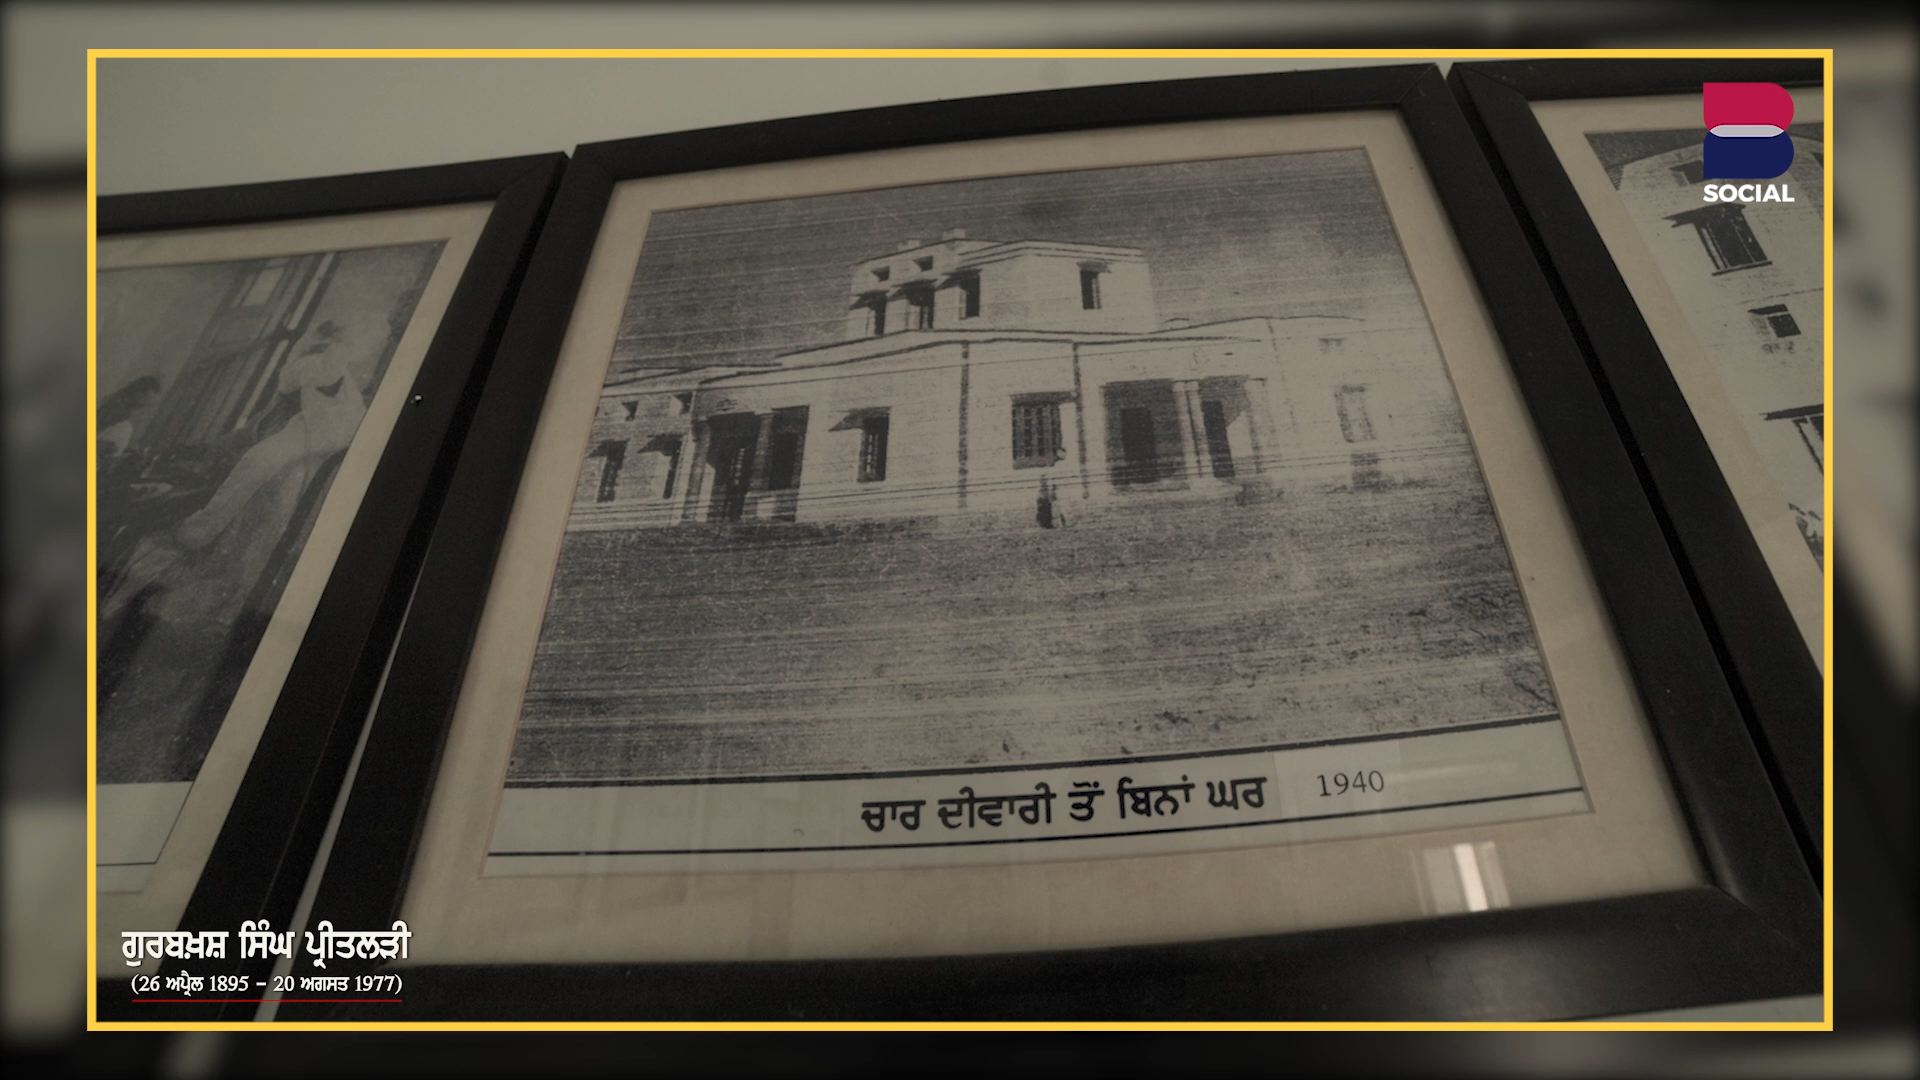 SOCIAL
ਚਾਰ ਦੀਵਾਰੀ ਤੋਂ ਬਿਨਾਂ ਘਰ 1940
ਗੁਰਬਖ਼ਸ਼ ਸਿੰਘ ਪ੍ਰੀਤਲੜੀ
(26 ਅਪ੍ਰੈਲ 1895 – 20 ਅਗਸਤ 1977)